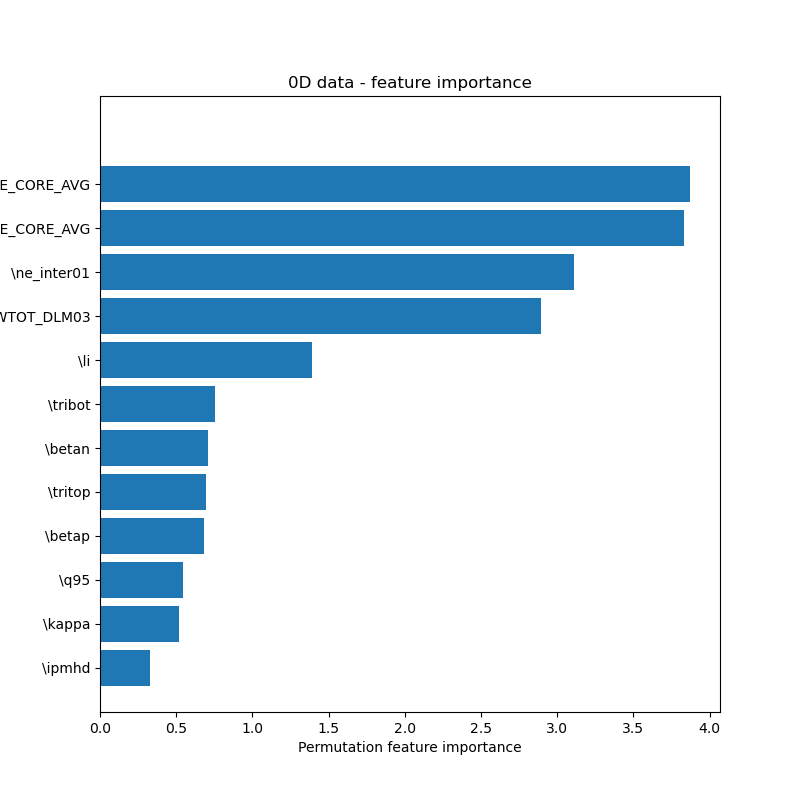 0D data - feature importance
E_CORE_AVG
E_CORE_AVG
\ne_inter01
WTOT_DLM03
\li
\tribot
\betan
\tritop
\betap
\q95
\kappa
\ipmhd
0.0 0.5 1.0 1.5 2.0 2.5 3.0 3.5 4.0
Permutation feature importance